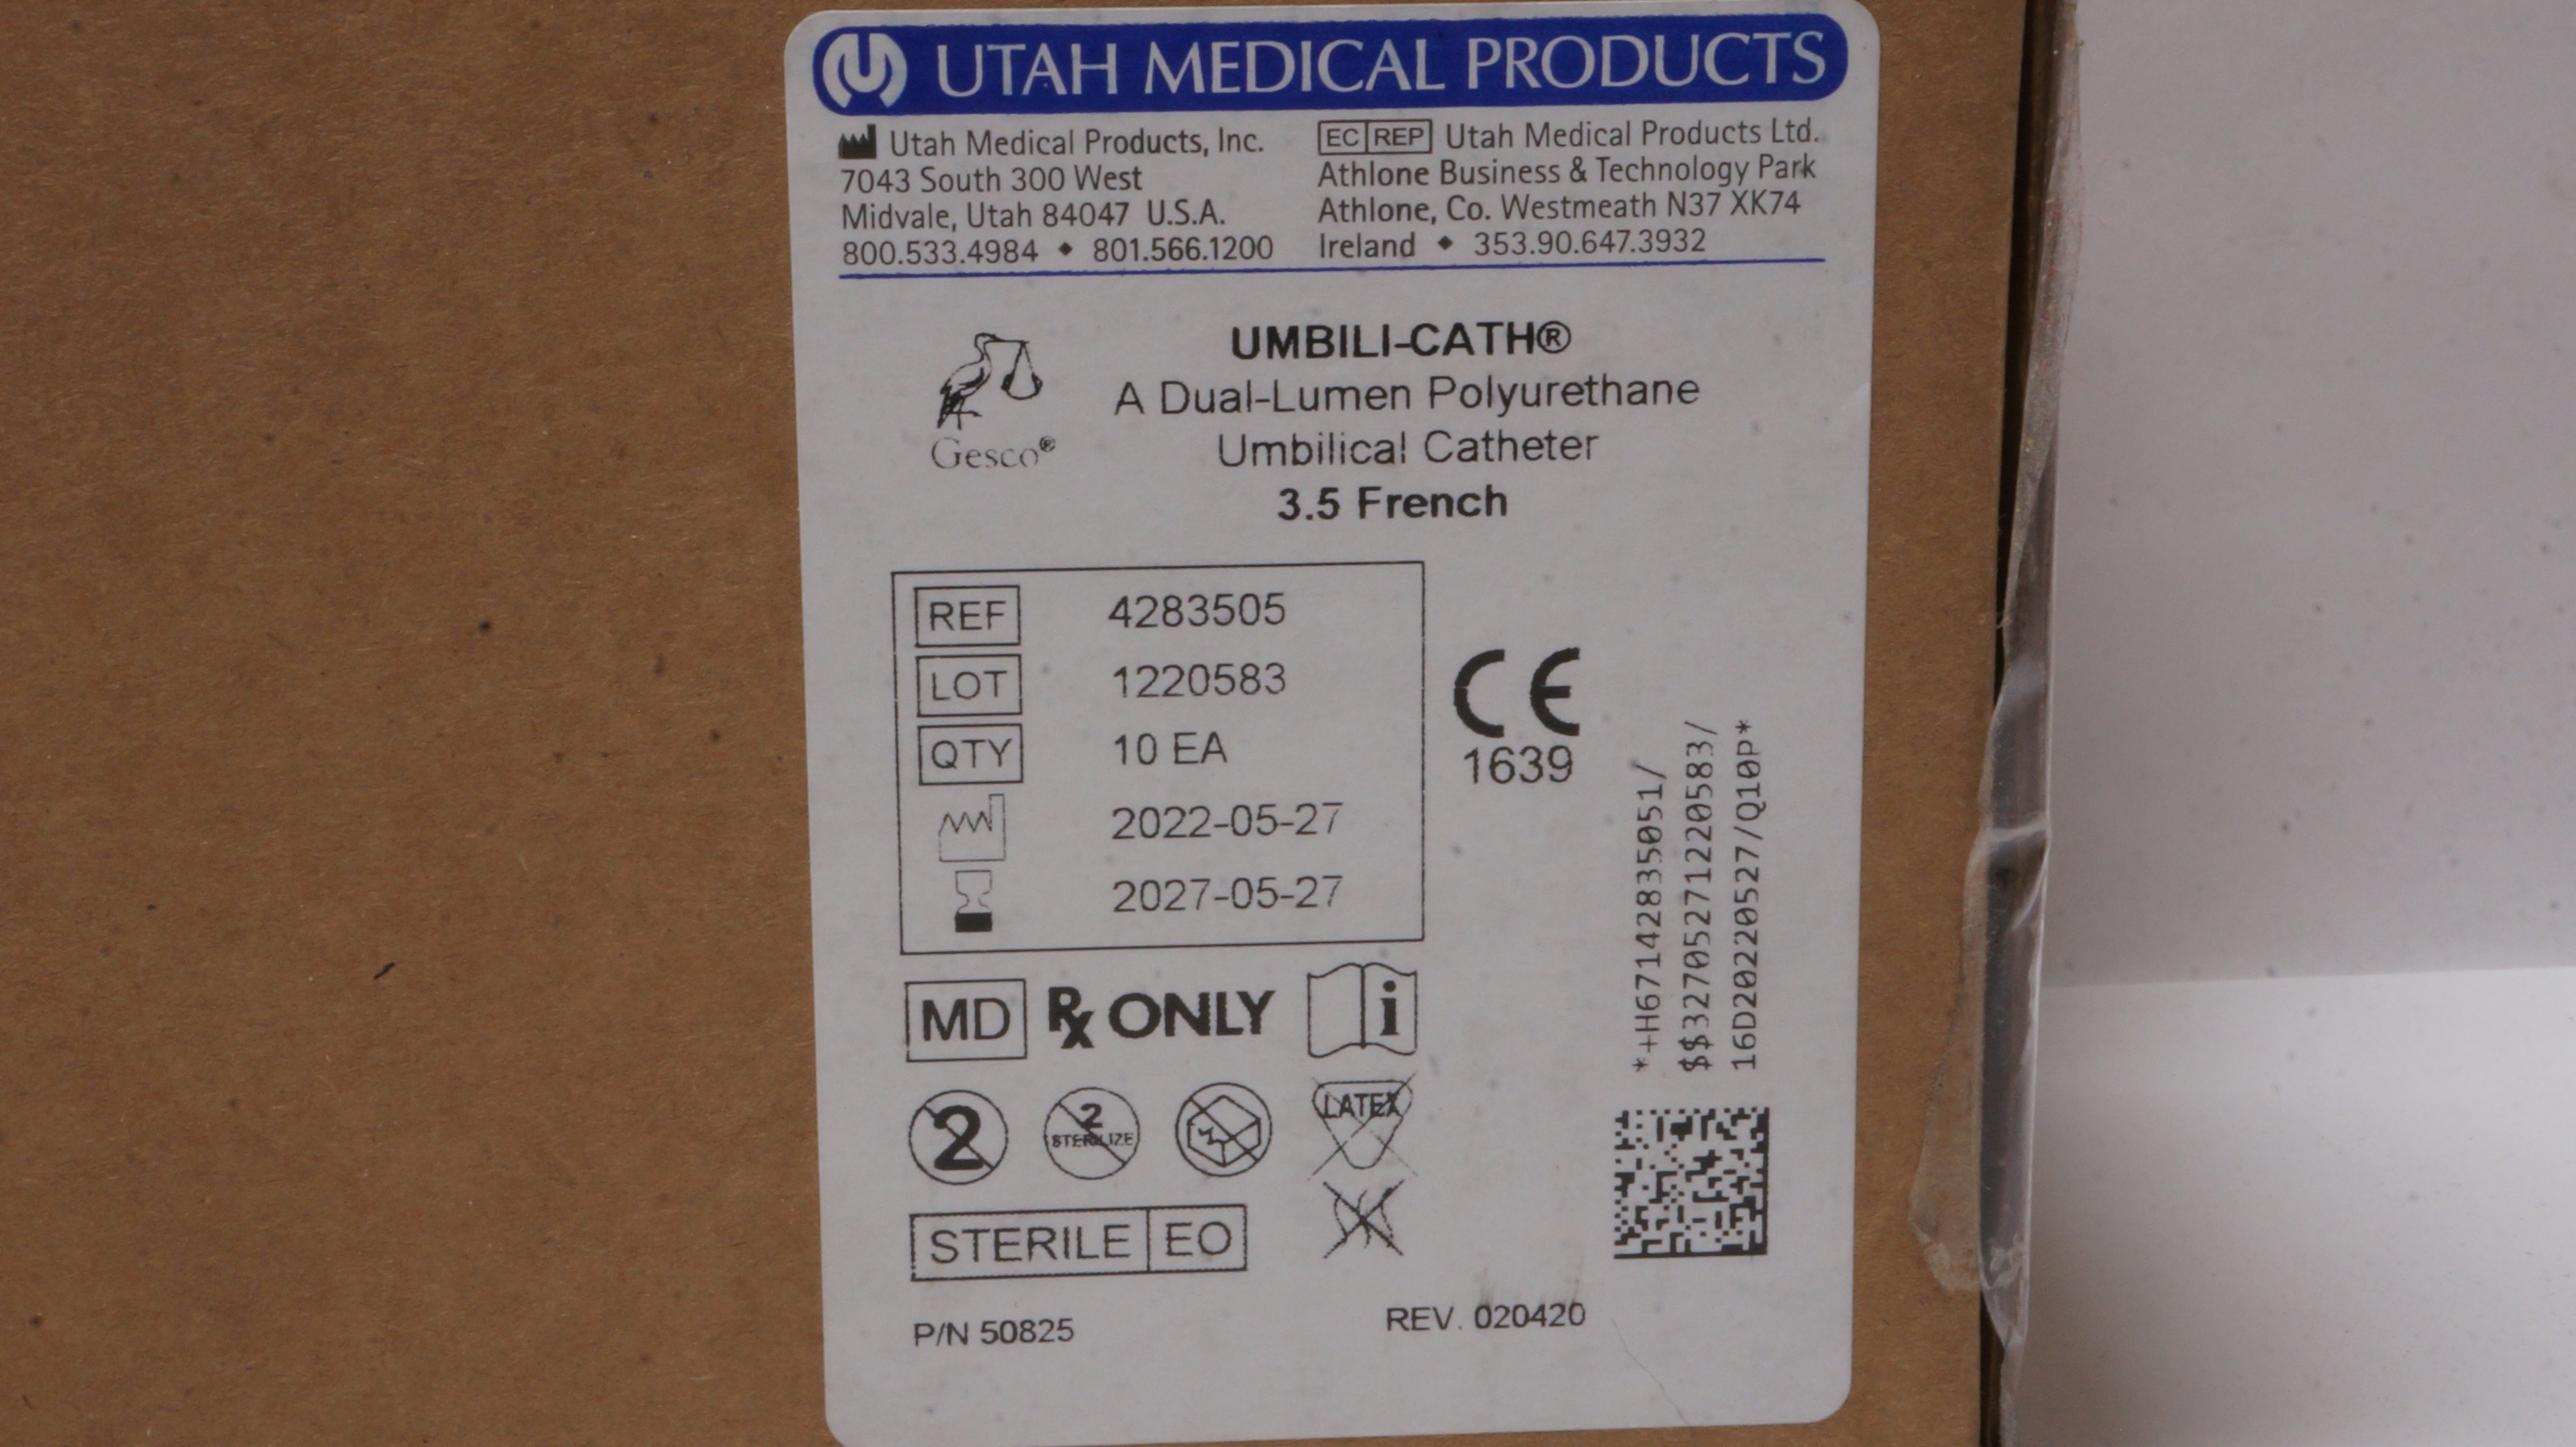 UTAH MEDICAL PRODUCTS
Utah Medical Products, Inc.
7043 South 300 West
Midvale, Utah 84047 U.S.A.
800.533.4984 ◆ 801.566.1200
EC REP Utah Medical Products Ltd.
Athlone Business & Technology Park
Athlone, Co. Westmeath N37 XK74
Ireland ◆ 353.90.647.3932
Gesco®
UMBILI-CATH®
A Dual-Lumen Polyurethane
Umbilical Catheter
3.5 French
REF 4283505
LOT 1220583
QTY 10 EA
2022-05-27
2027-05-27
CE
1639
MD Rx ONLY i
2 2 STERILIZE LATEX
STERILE EO
P/N 50825
REV. 020420
*+H67142835051/
$$32705271220583/
16D20220527/Q10P*